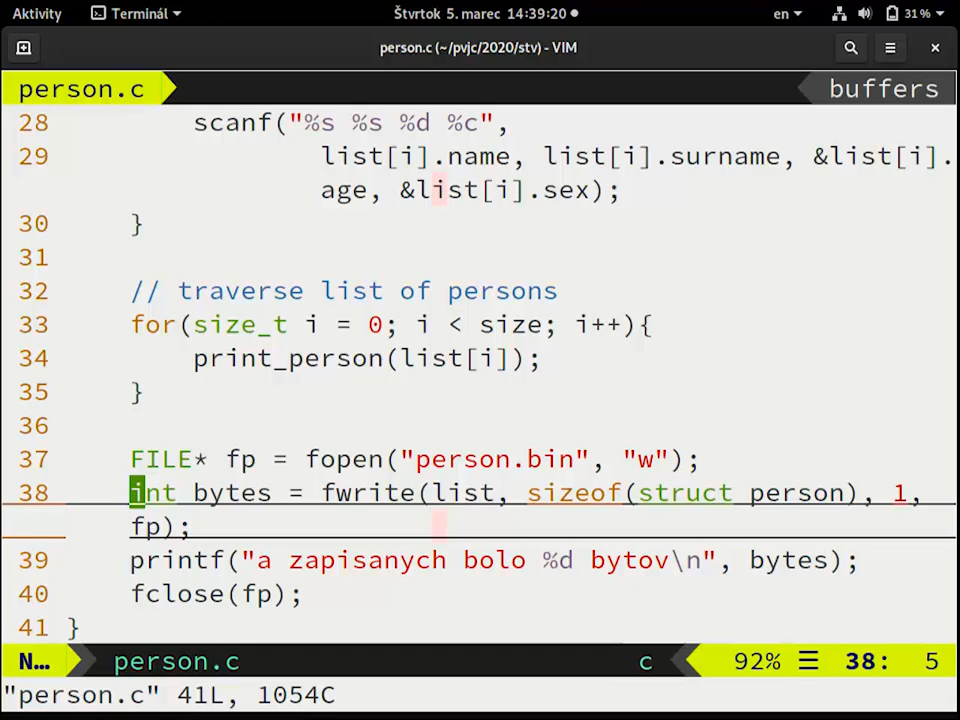 Aktivity Terminál Štvrtok 5. marec 14:39:20 en 31 %
person.c (~/pvjc/2020/stv) - VIM
person.c buffers
28 scanf("%s %s %d %c",
29 list[i].name, list[i].surname, &list[i].
age, &list[i].sex);
30 }
31
32 // traverse list of persons
33 for(size_t i = 0; i < size; i++){
34 print_person(list[i]);
35 }
36
37 FILE* fp = fopen("person.bin", "w");
38 int bytes = fwrite(list, sizeof(struct person), 1,
fp);
39 printf("a zapisanych bolo %d bytov\n", bytes);
40 fclose(fp);
41 }
N… person.c c 92% ☰ 38: 5
"person.c" 41L, 1054C